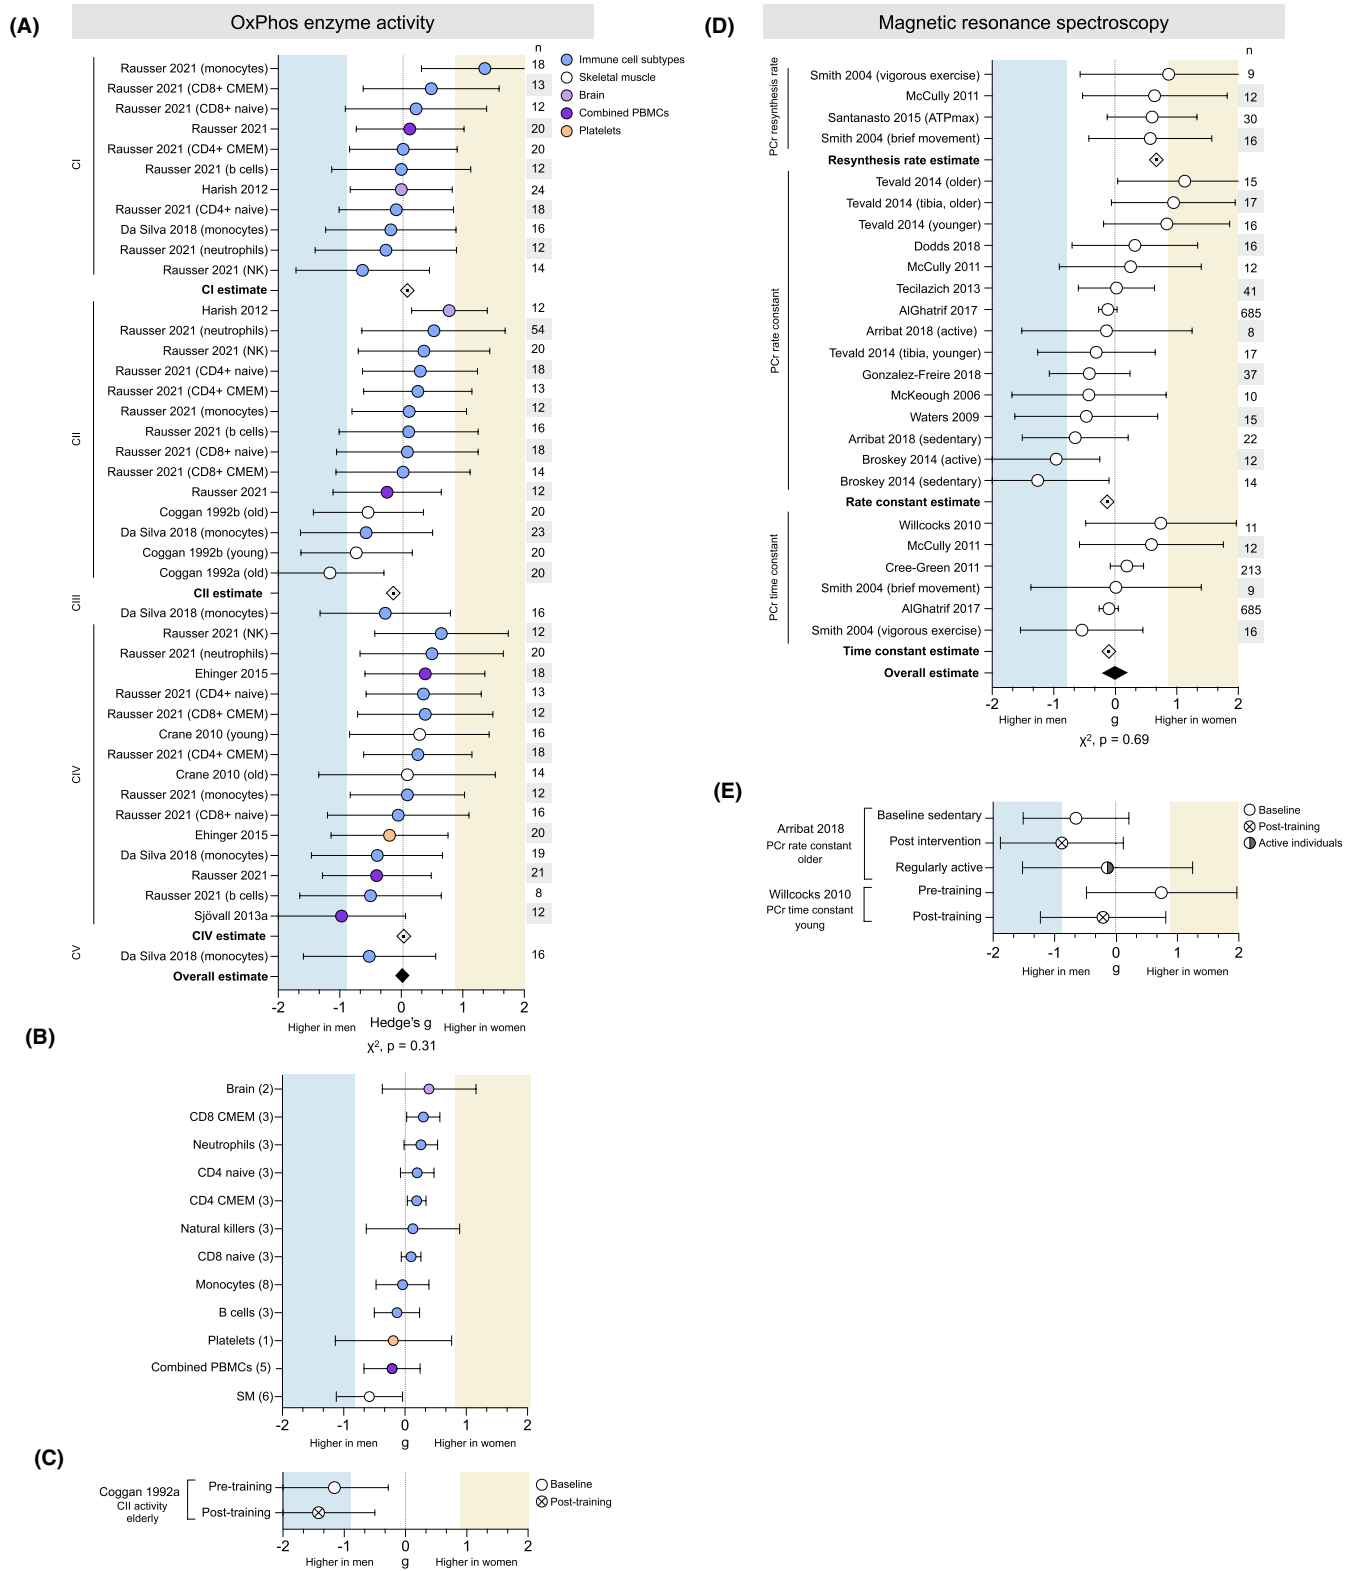 (A)
OxPhos enzyme activity
n
CI
Rausser 2021 (monocytes) 18
Rausser 2021 (CD8+ CMEM) 13
Rausser 2021 (CD8+ naive) 12
Rausser 2021 20
Rausser 2021 (CD4+ CMEM) 20
Rausser 2021 (b cells) 12
Harish 2012 24
Rausser 2021 (CD4+ naive) 18
Da Silva 2018 (monocytes) 16
Rausser 2021 (neutrophils) 12
Rausser 2021 (NK) 14
CI estimate
CII
Harish 2012 12
Rausser 2021 (neutrophils) 54
Rausser 2021 (NK) 20
Rausser 2021 (CD4+ naive) 18
Rausser 2021 (CD4+ CMEM) 13
Rausser 2021 (monocytes) 12
Rausser 2021 (b cells) 16
Rausser 2021 (CD8+ naive) 18
Rausser 2021 (CD8+ CMEM) 14
Rausser 2021 12
Coggan 1992b (old) 20
Da Silva 2018 (monocytes) 23
Coggan 1992b (young) 20
Coggan 1992a (old) 20
CII estimate
CIII
Da Silva 2018 (monocytes) 16
CIV
Rausser 2021 (NK) 12
Rausser 2021 (neutrophils) 20
Ehinger 2015 18
Rausser 2021 (CD4+ naive) 13
Rausser 2021 (CD8+ CMEM) 12
Crane 2010 (young) 16
Rausser 2021 (CD4+ CMEM) 18
Crane 2010 (old) 14
Rausser 2021 (monocytes) 12
Rausser 2021 (CD8+ naive) 16
Ehinger 2015 20
Da Silva 2018 (monocytes) 19
Rausser 2021 21
Rausser 2021 (b cells) 8
Sjövall 2013a 12
CIV estimate
CV
Da Silva 2018 (monocytes) 16
Overall estimate
-2 -1 0 1 2
Higher in men Hedge's g Higher in women
χ², p = 0.31
Immune cell subtypes
Skeletal muscle
Brain
Combined PBMCs
Platelets
(B)
Brain (2)
CD8 CMEM (3)
Neutrophils (3)
CD4 naive (3)
CD4 CMEM (3)
Natural killers (3)
CD8 naive (3)
Monocytes (8)
B cells (3)
Platelets (1)
Combined PBMCs (5)
SM (6)
-2 -1 0 1 2
Higher in men g Higher in women
(C)
Coggan 1992a
CII activity
elderly
Pre-training
Post-training
Baseline
Post-training
-2 -1 0 1 2
Higher in men g Higher in women
(D)
Magnetic resonance spectroscopy
n
PCr resynthesis rate
Smith 2004 (vigorous exercise) 9
McCully 2011 12
Santanasto 2015 (ATPmax) 30
Smith 2004 (brief movement) 16
Resynthesis rate estimate
PCr rate constant
Tevald 2014 (older) 15
Tevald 2014 (tibia, older) 17
Tevald 2014 (younger) 16
Dodds 2018 16
McCully 2011 12
Tecilazich 2013 41
AlGhatrif 2017 685
Arribat 2018 (active) 8
Tevald 2014 (tibia, younger) 17
Gonzalez-Freire 2018 37
McKeough 2006 10
Waters 2009 15
Arribat 2018 (sedentary) 22
Broskey 2014 (active) 12
Broskey 2014 (sedentary) 14
Rate constant estimate
PCr time constant
Willcocks 2010 11
McCully 2011 12
Cree-Green 2011 213
Smith 2004 (brief movement) 9
AlGhatrif 2017 685
Smith 2004 (vigorous exercise) 16
Time constant estimate
Overall estimate
-2 -1 0 1 2
Higher in men g Higher in women
χ², p = 0.69
(E)
Arribat 2018
PCr rate constant
older
Baseline sedentary
Post intervention
Regularly active
Willcocks 2010
PCr time constant
young
Pre-training
Post-training
Baseline
Post-training
Active individuals
-2 -1 0 1 2
Higher in men g Higher in women